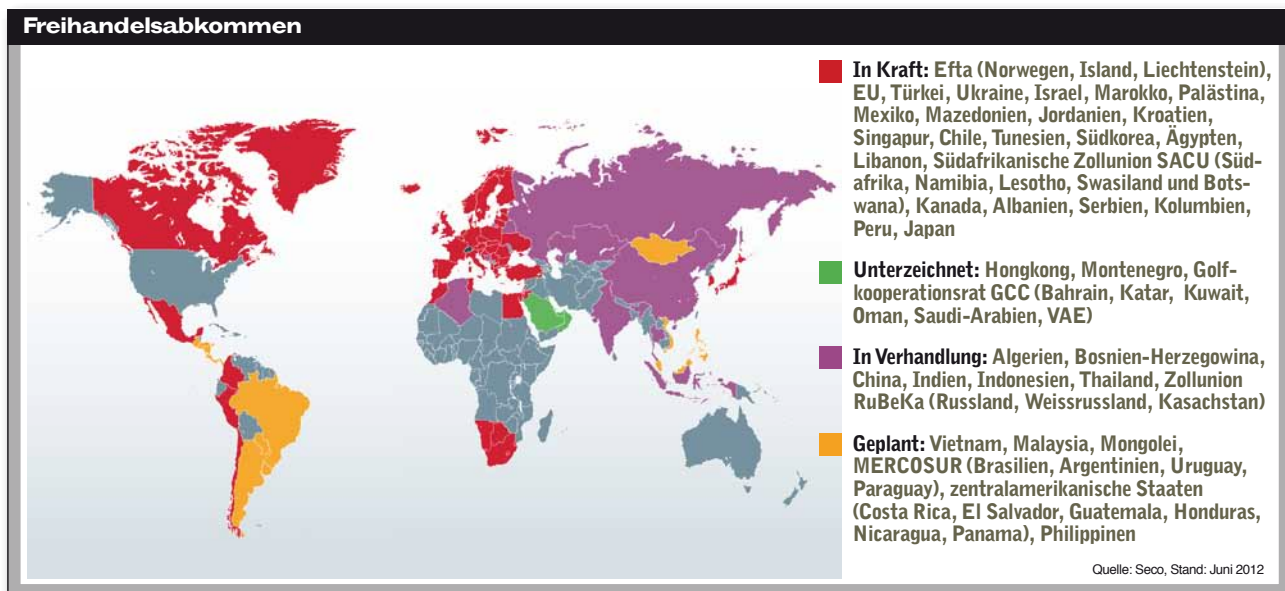 Freihandelsabkommen
In Kraft: Efta (Norwegen, Island, Liechtenstein),
EU, Türkei, Ukraine, Israel, Marokko, Palästina,
Mexiko, Mazedonien, Jordanien, Kroatien,
Singapur, Chile, Tunesien, Südkorea, Ägypten,
Libanon, Südafrikanische Zollunion SACU (Süd-
afrika, Namibia, Lesotho, Swasiland und Bots-
wana), Kanada, Albanien, Serbien, Kolumbien,
Peru, Japan
Unterzeichnet: Hongkong, Montenegro, Golf-
kooperationsrat GCC (Bahrain, Katar, Kuwait,
Oman, Saudi-Arabien, VAE)
In Verhandlung: Algerien, Bosnien-Herzegowina,
China, Indien, Indonesien, Thailand, Zollunion
RuBeKa (Russland, Weissrussland, Kasachstan)
Geplant: Vietnam, Malaysia, Mongolei,
MERCOSUR (Brasilien, Argentinien, Uruguay,
Paraguay), zentralamerikanische Staaten
(Costa Rica, El Salvador, Guatemala, Honduras,
Nicaragua, Panama), Philippinen
Quelle: Seco, Stand: Juni 2012